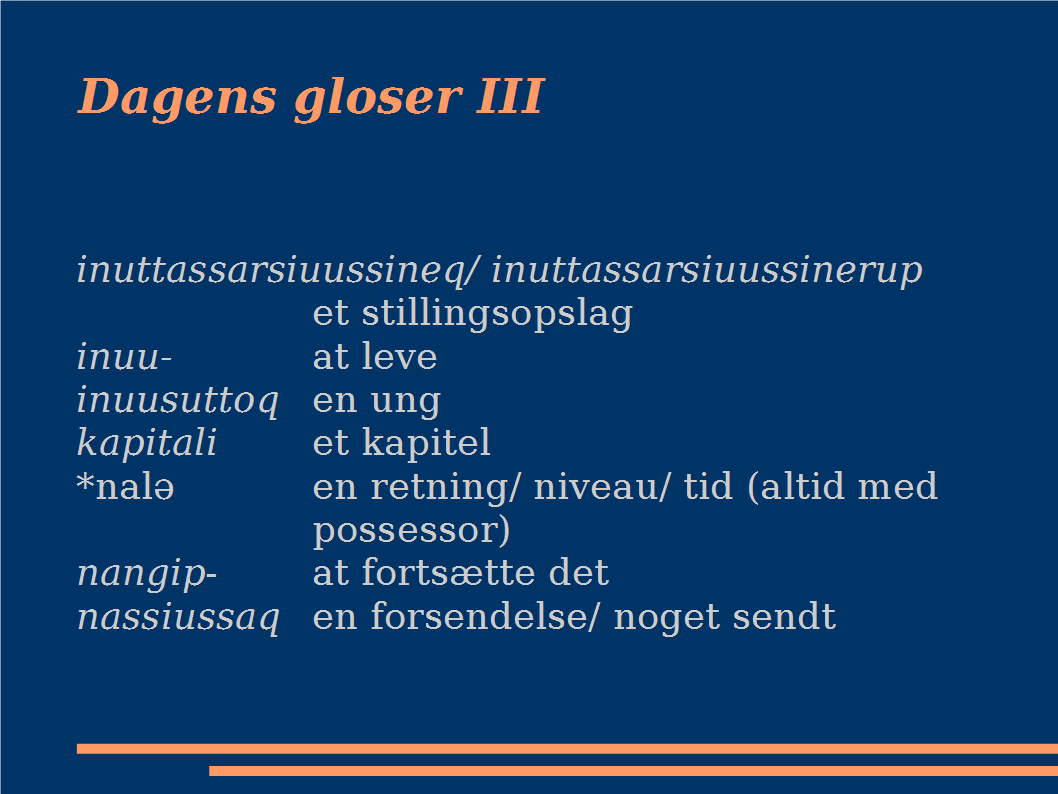 Dagens gloser III
inuttassarsiuussineq/ inuttassarsiuussinerup
et stillingsopslag
inuu- at leve
inuusuttoq en ung
kapitali et kapitel
*nalə en retning/ niveau/ tid (altid med
possessor)
nangip- at fortsætte det
nassiussaq en forsendelse/ noget sendt